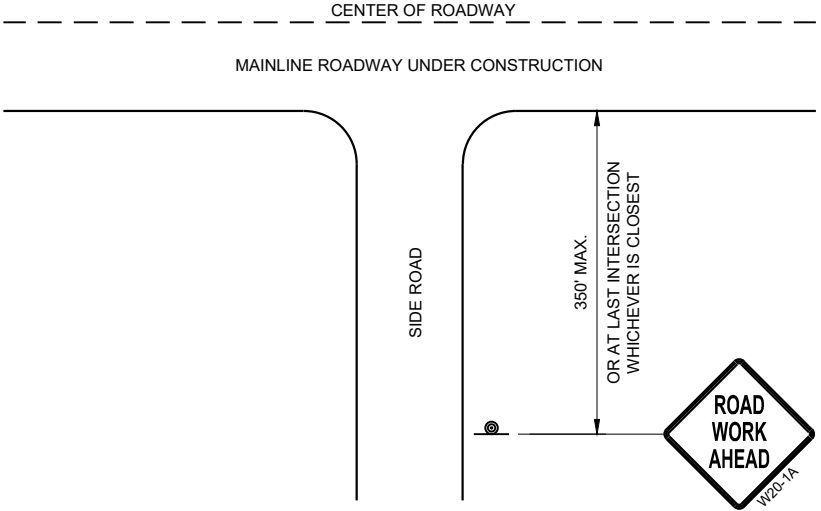 CENTER OF ROADWAY
MAINLINE ROADWAY UNDER CONSTRUCTION
SIDE ROAD
350' MAX.
OR AT LAST INTERSECTION
WHICHEVER IS CLOSEST
ROAD
WORK
AHEAD
W20-1A